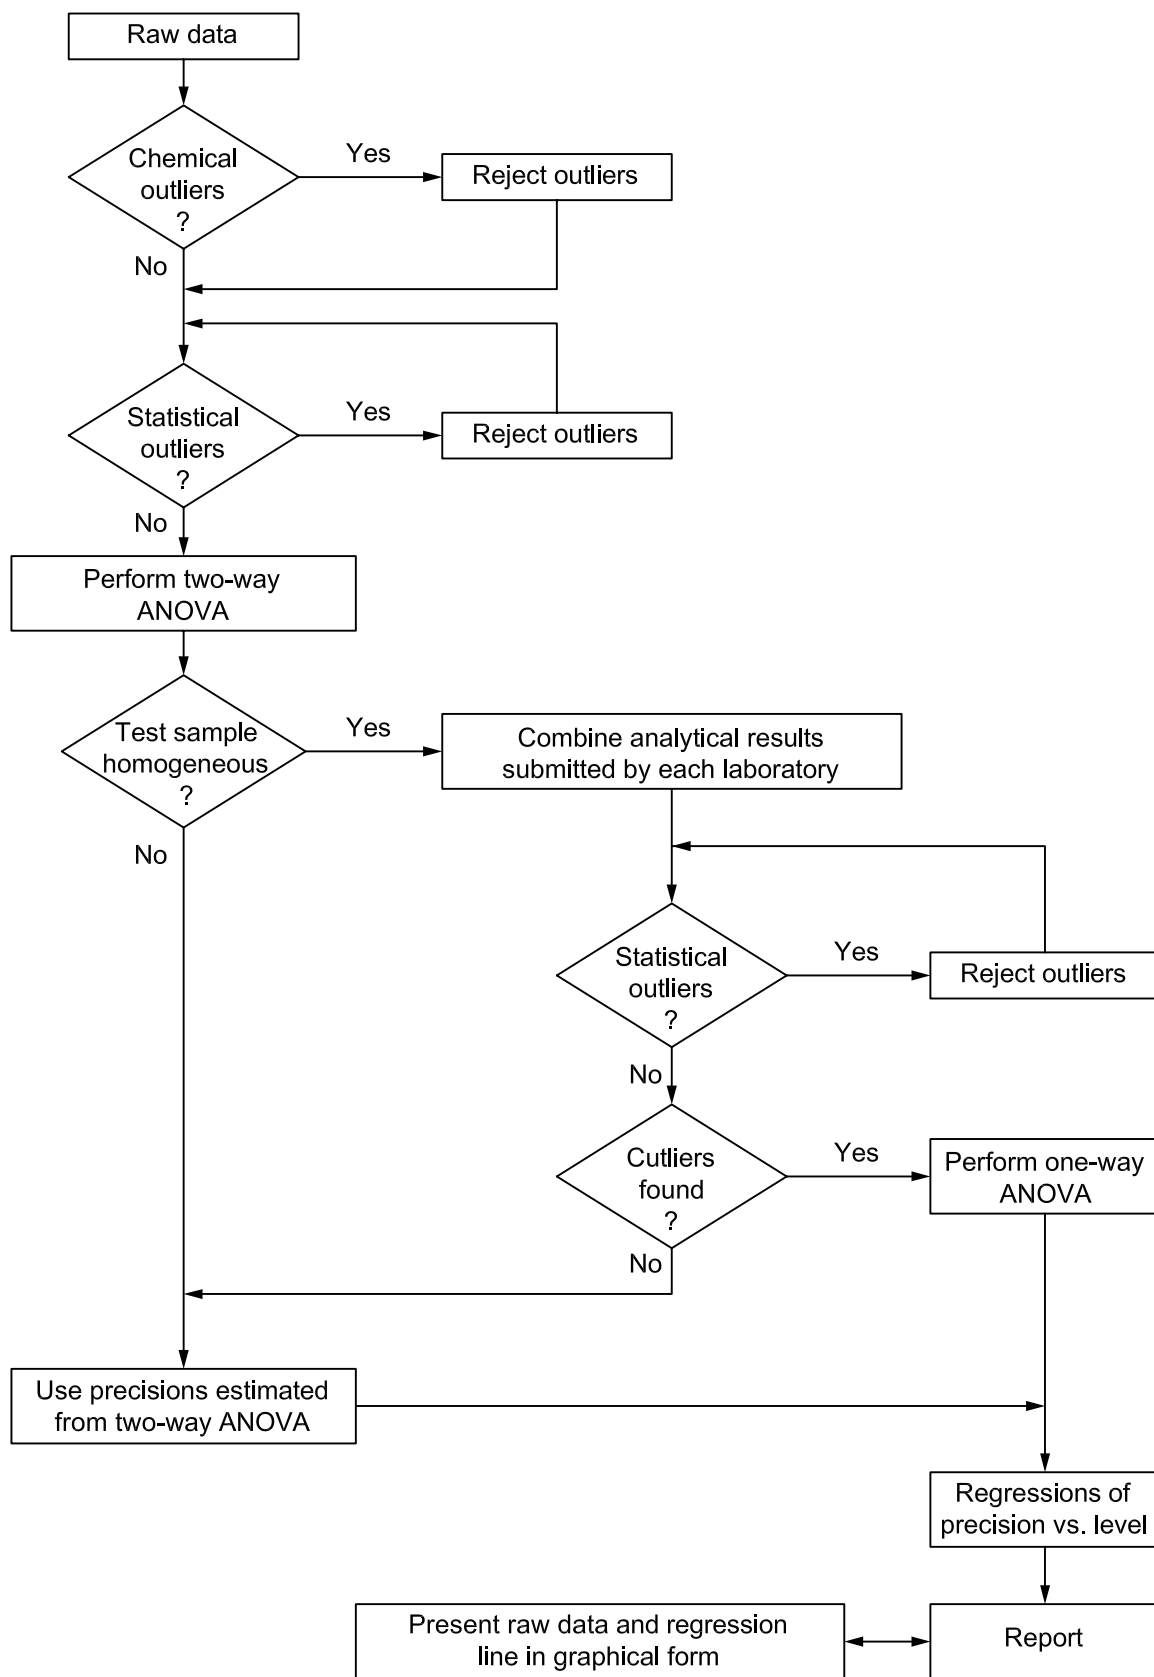 Raw data
Chemical
outliers
?
Yes
Reject outliers
No
Statistical
outliers
?
Yes
Reject outliers
No
Perform two-way
ANOVA
Test sample
homogeneous
?
Yes
Combine analytical results
submitted by each laboratory
No
Statistical
outliers
?
Yes
Reject outliers
No
Cutliers
found
?
Yes
Perform one-way
ANOVA
No
Use precisions estimated
from two-way ANOVA
Regressions of
precision vs. level
Present raw data and regression
line in graphical form
Report